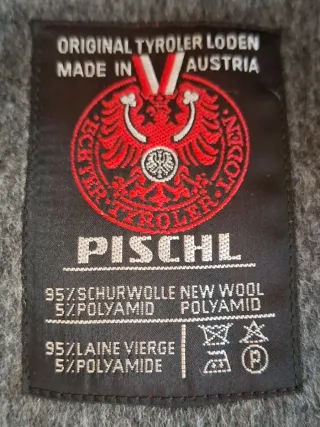 ORIGINAL TYROLER LODEN
MADE IN AUSTRIA
ECHTER · TYROLER · LODEN
PISCHL
95% SCHURWOLLE NEW WOOL
5% POLYAMID POLYAMID
95% LAINE VIERGE
5% POLYAMIDE
P